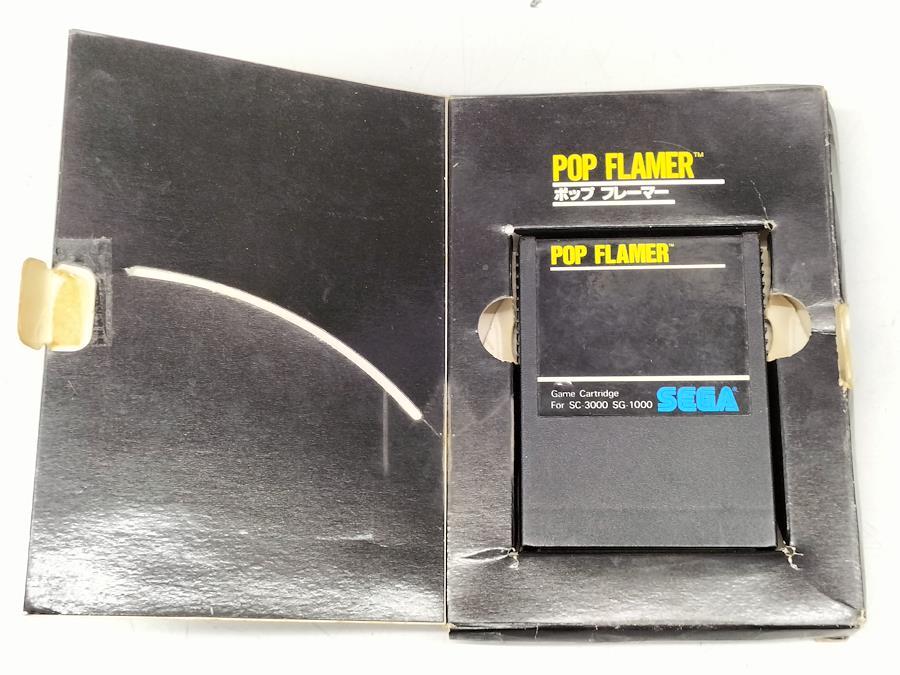 POP FLAMER™
ポップ フレーマー
POP FLAMER™
Game Cartridge
For SC-3000 SG-1000 SEGA®